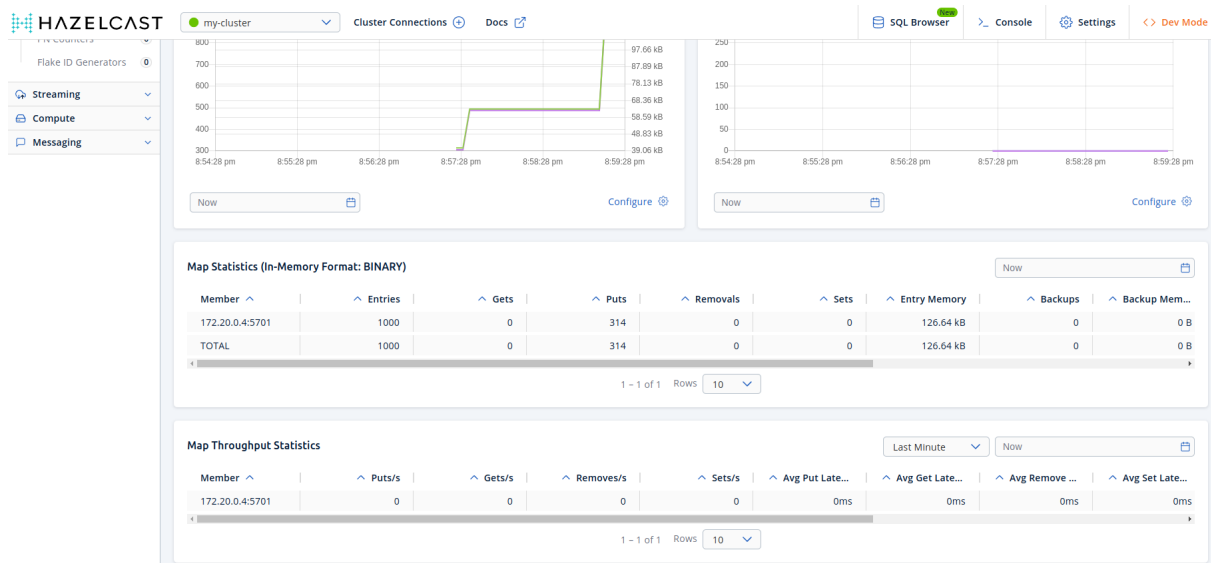 HAZELCAST my-cluster Cluster Connections Docs New SQL Browser >_ Console Settings <> Dev Mode
PN Counters 0
Flake ID Generators 0
Streaming
Compute
Messaging
800 97.66 kB
700 87.89 kB
600 78.13 kB
500 68.36 kB
58.59 kB
400 48.83 kB
300 39.06 kB
8:54:28 pm 8:55:28 pm 8:56:28 pm 8:57:28 pm 8:58:28 pm 8:59:28 pm
250
200
150
100
50
0
8:54:28 pm 8:55:28 pm 8:56:28 pm 8:57:28 pm 8:58:28 pm 8:59:28 pm
Now Configure
Now Configure
Map Statistics (In-Memory Format: BINARY) Now
Member Entries Gets Puts Removals Sets Entry Memory Backups Backup Mem...
172.20.0.4:5701 1000 0 314 0 0 126.64 kB 0 0 B
TOTAL 1000 0 314 0 0 126.64 kB 0 0 B
1 – 1 of 1 Rows 10
Map Throughput Statistics Last Minute Now
Member Puts/s Gets/s Removes/s Sets/s Avg Put Late... Avg Get Late... Avg Remove ... Avg Set Late...
172.20.0.4:5701 0 0 0 0 0ms 0ms 0ms 0ms
1 – 1 of 1 Rows 10